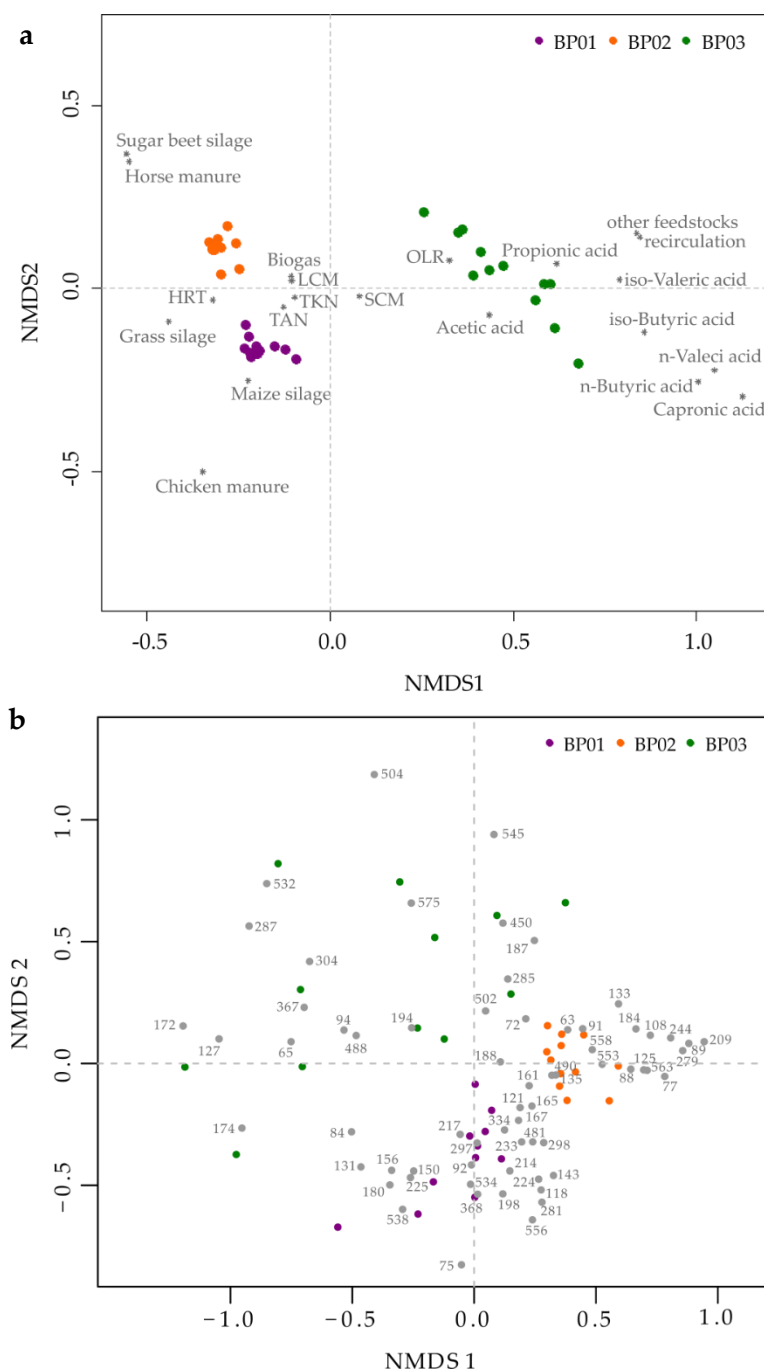 a
BP01 BP02 BP03
0.5
Sugar beet silage
Horse manure
other feedstocks
recirculation
Propionic acid
OLR
Biogas
LCM
iso-Valeric acid
0.0
HRT
TKN
SCM
TAN
Acetic acid
iso-Butyric acid
Grass silage
n-Valeci acid
Maize silage
n-Butyric acid
Capronic acid
-0.5
Chicken manure
NMDS2
-0.5 0.0 0.5 1.0
NMDS1
b
BP01 BP02 BP03
504
1.0
545
532
575
287
450
0.5
187
304
285
367
502
133
172
94
194
72
63
91
184
108
244
209
127
65
488
558
89
0.0
188
490
553
125
279
161
135
88
563
77
174
121
165
84
217
334
167
297
233
481
298
131
156
150
92
214
143
-0.5
180
225
534
224
118
538
368
198
281
556
75
NMDS 2
−1.0 −0.5 0.0 0.5 1.0
NMDS 1